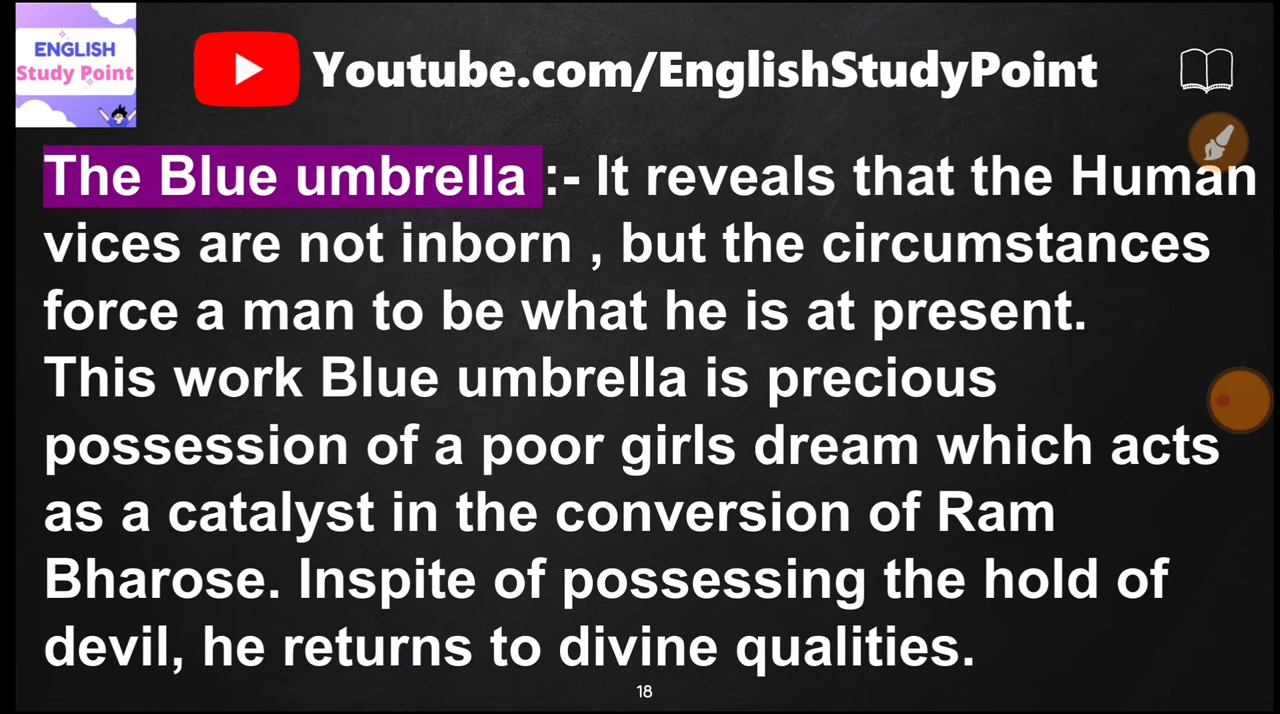 ENGLISH
Study Point
Youtube.com/EnglishStudyPoint
The Blue umbrella :- It reveals that the Human
vices are not inborn , but the circumstances
force a man to be what he is at present.
This work Blue umbrella is precious
possession of a poor girls dream which acts
as a catalyst in the conversion of Ram
Bharose. Inspite of possessing the hold of
devil, he returns to divine qualities.
18